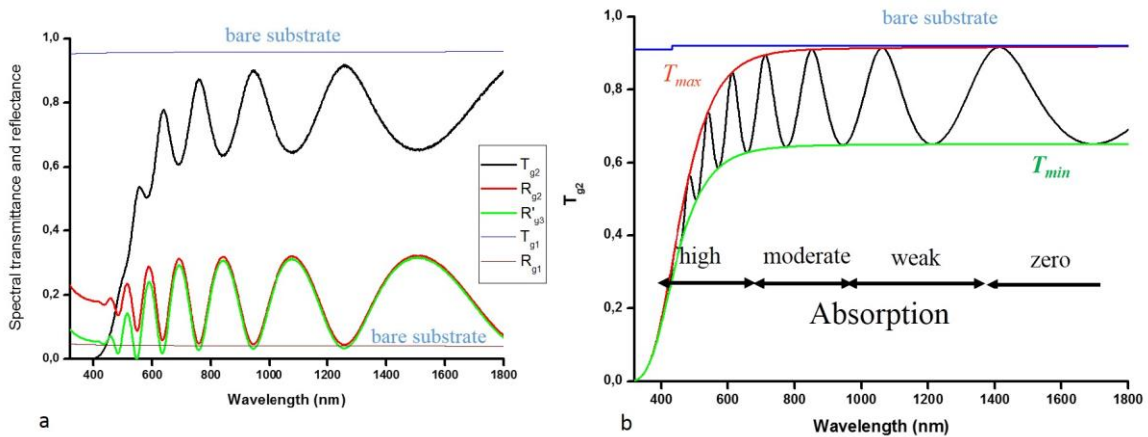 bare substrate
1,0
0,8
0,6
0,4
0,2
0,0
Spectral transmittance and reflectance
T_g2
R_g2
R'_g3
T_g1
R_g1
bare substrate
400 600 800 1000 1200 1400 1600 1800
Wavelength (nm)
a
bare substrate
1,0
0,8
0,6
0,4
0,2
0,0
T_g2
T_max
T_min
high moderate weak zero
Absorption
400 600 800 1000 1200 1400 1600 1800
Wavelength (nm)
b